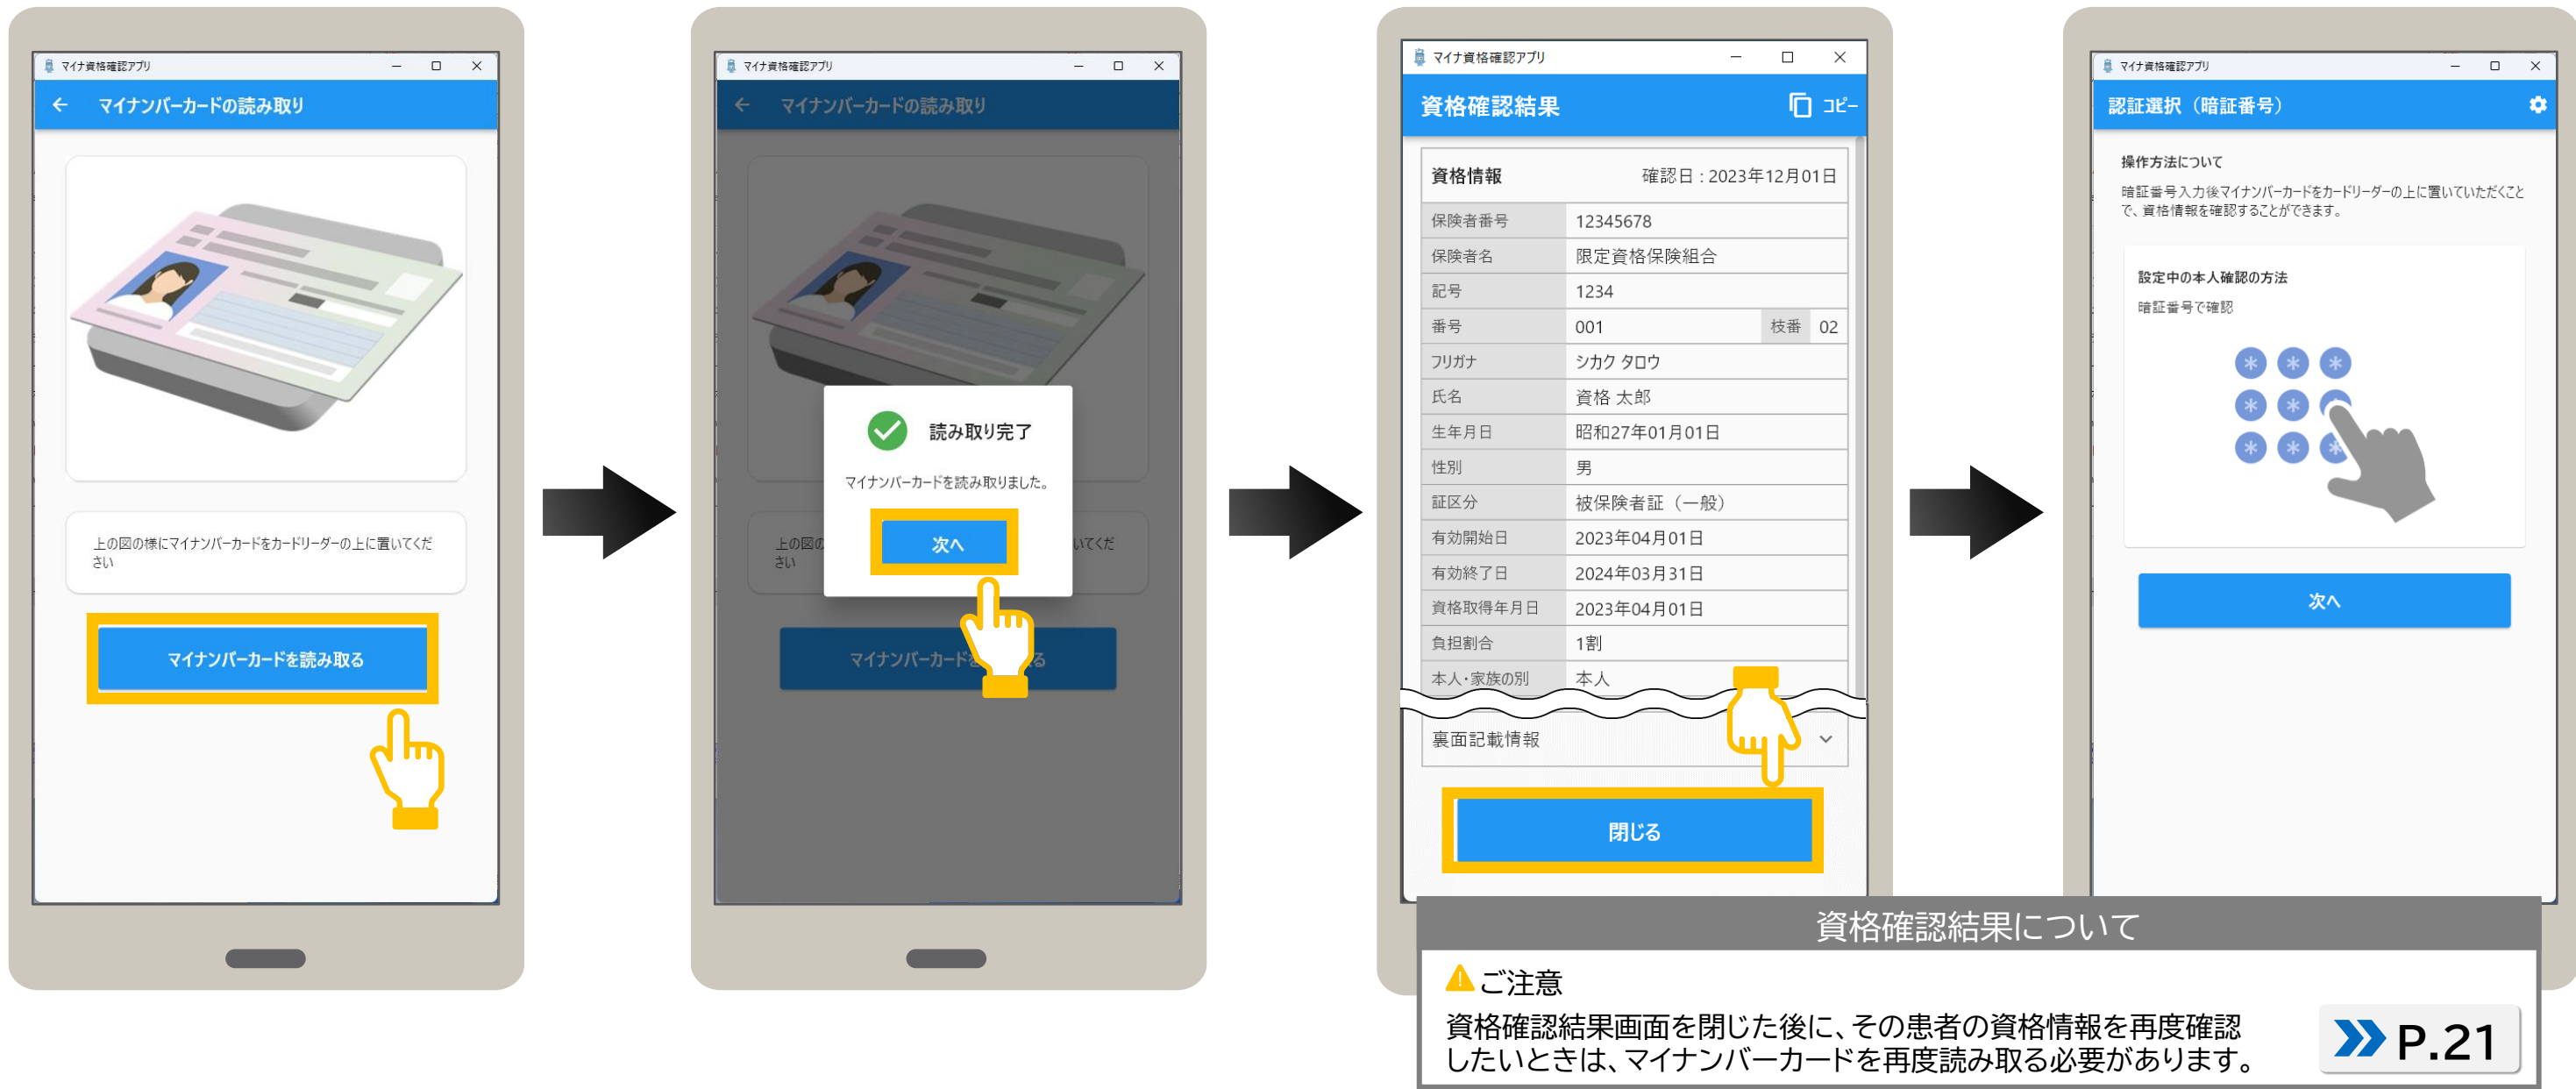 マイナ資格確認アプリ
マイナンバーカードの読み取り
上の図の様にマイナンバーカードをカードリーダーの上に置いてくだ
さい
マイナンバーカードを読み取る
マイナ資格確認アプリ
マイナンバーカードの読み取り
読み取り完了
マイナンバーカードを読み取りました。
次へ
上の図の いてくだ
さい
マイナンバーカードを る
マイナ資格確認アプリ
資格確認結果 コピー
資格情報 確認日 : 2023年12月01日
保険者番号 12345678
保険者名 限定資格保険組合
記号 1234
番号 001 枝番 02
フリガナ シカク タロウ
氏名 資格 太郎
生年月日 昭和27年01月01日
性別 男
証区分 被保険者証（一般）
有効開始日 2023年04月01日
有効終了日 2024年03月31日
資格取得年月日 2023年04月01日
負担割合 1割
本人・家族の別 本人
裏面記載情報
閉じる
マイナ資格確認アプリ
認証選択（暗証番号）
操作方法について
暗証番号入力後マイナンバーカードをカードリーダーの上に置いていただくこと
で、資格情報を確認することができます。
設定中の本人確認の方法
暗証番号で確認
次へ
資格確認結果について
ご注意
資格確認結果画面を閉じた後に、その患者の資格情報を再度確認
したいときは、マイナンバーカードを再度読み取る必要があります。
P.21